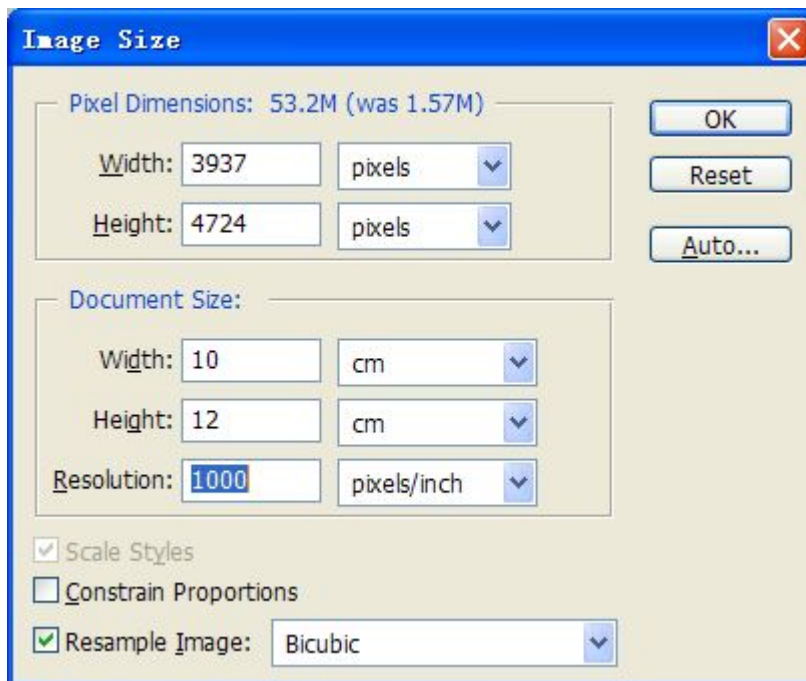 Image Size
Pixel Dimensions: 53.2M (was 1.57M)
OK
Width: 3937 pixels
Reset
Height: 4724 pixels
Auto...
Document Size:
Width: 10 cm
Height: 12 cm
Resolution: 1000 pixels/inch
Scale Styles
Constrain Proportions
Resample Image: Bicubic